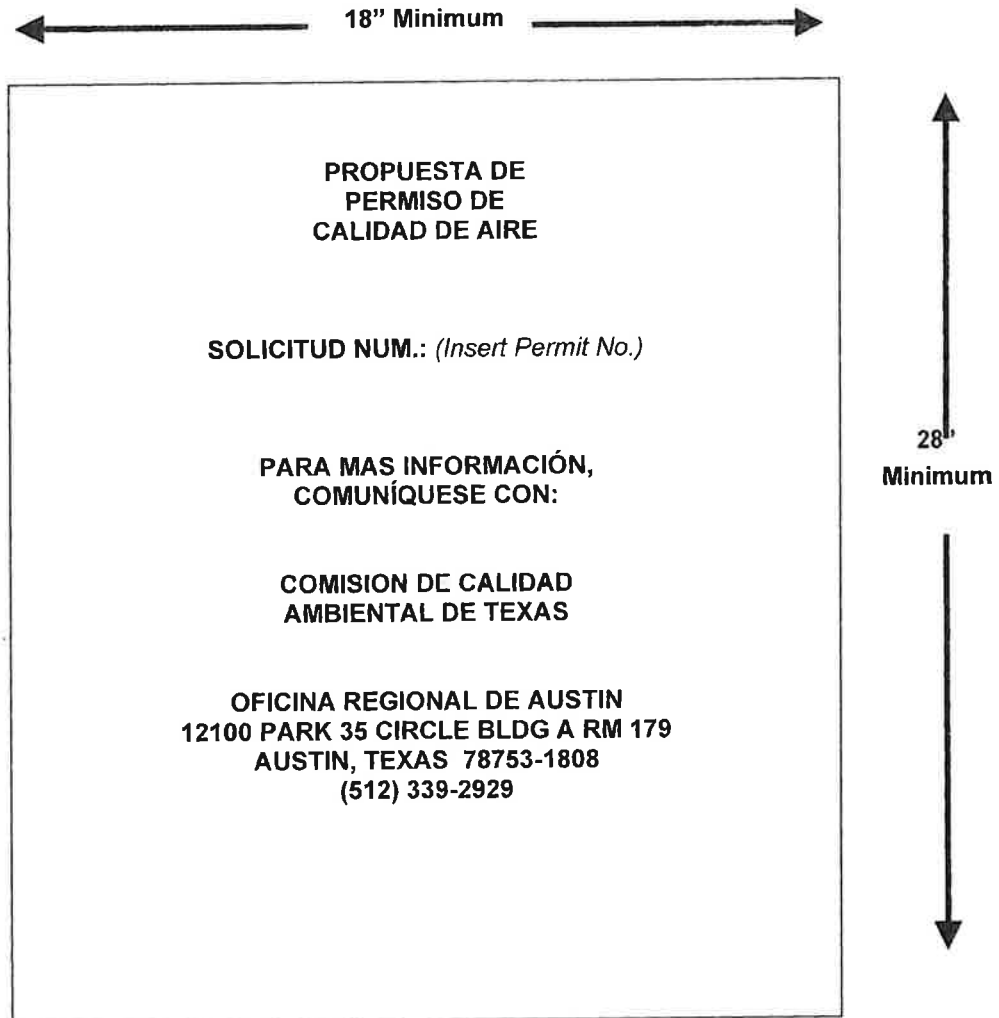 18” Minimum
PROPUESTA DE
PERMISO DE
CALIDAD DE AIRE
SOLICITUD NUM.: (Insert Permit No.)
PARA MAS INFORMACIÓN,
COMUNÍQUESE CON:
28”
Minimum
COMISION DE CALIDAD
AMBIENTAL DE TEXAS
OFICINA REGIONAL DE AUSTIN
12100 PARK 35 CIRCLE BLDG A RM 179
AUSTIN, TEXAS 78753-1808
(512) 339-2929